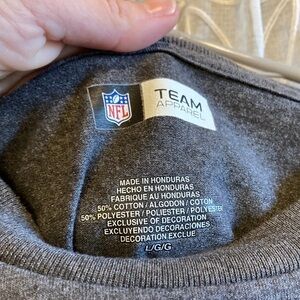 NFL
TEAM
APPAREL
MADE IN HONDURAS
HECHO EN HONDURAS
FABRIQUE AU HONDURAS
50% COTTON / ALGODON / COTON
50% POLYESTER / POLIESTER / POLYESTER
EXCLUSIVE OF DECORATION
EXCLUYENDO DECORACIONES
DECORATION EXCLUE
L/G/G